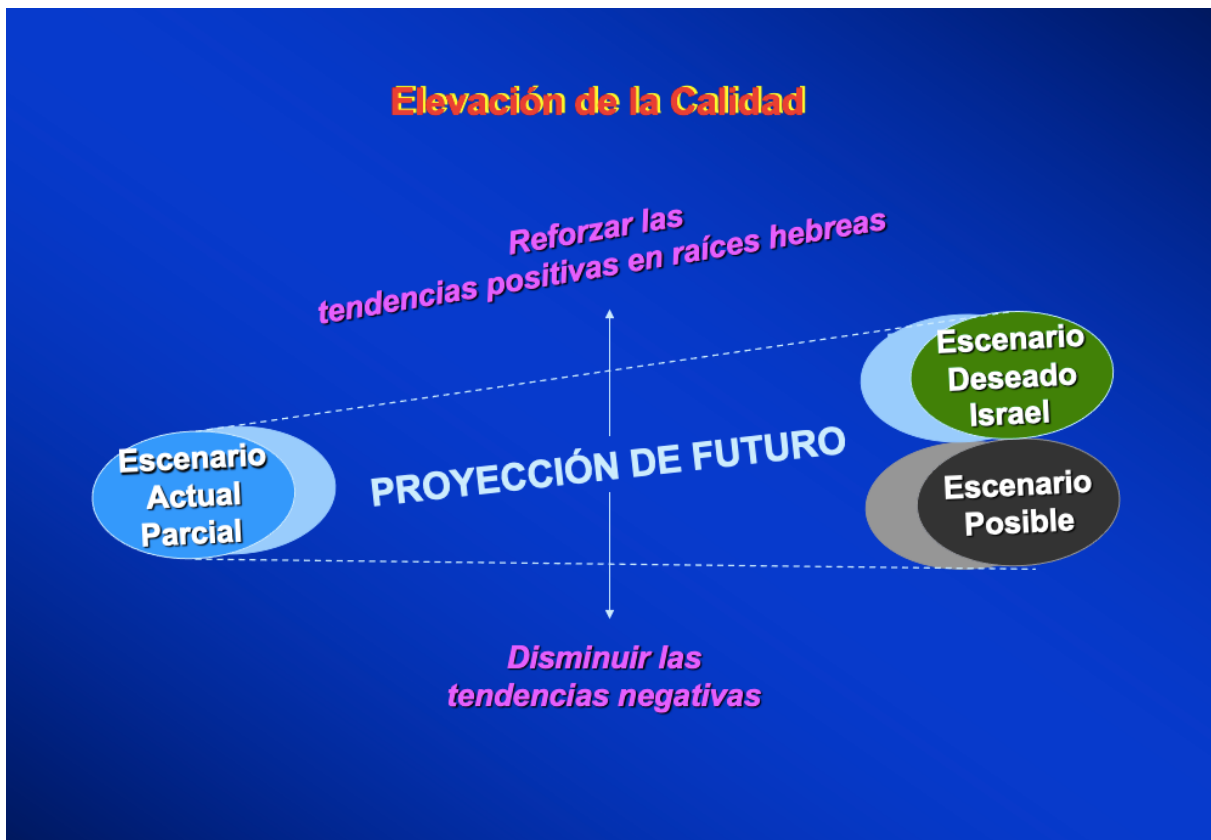 Elevación de la Calidad
Reforzar las
tendencias positivas en raíces hebreas
Escenario
Deseado
Israel
Escenario
Actual
Parcial
PROYECCIÓN DE FUTURO
Escenario
Posible
Disminuir las
tendencias negativas